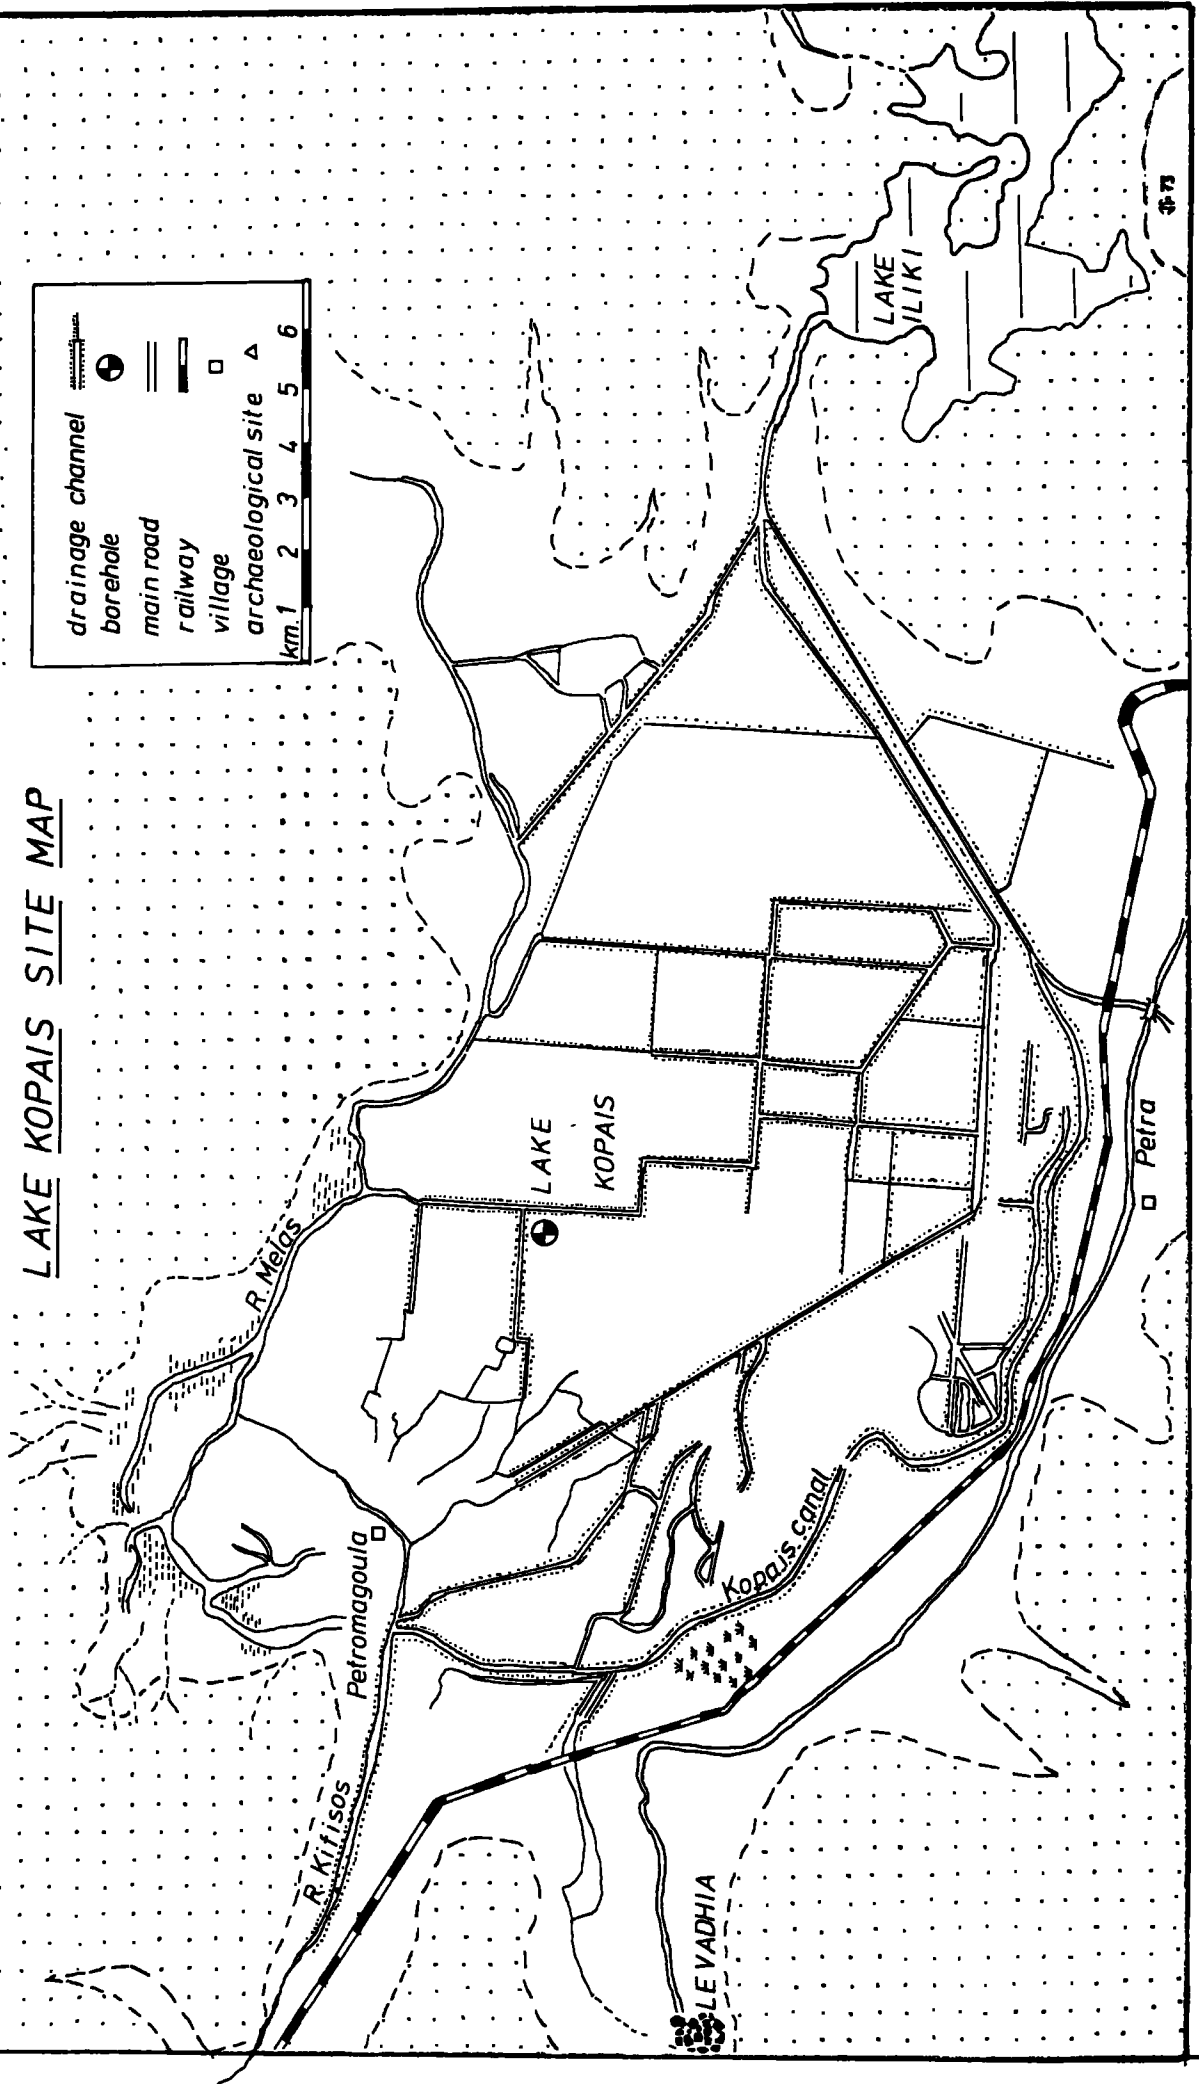 LAKE KOPAIS SITE MAP
drainage channel
borehole
main road
railway
village
archaeological site
km. 1 2 3 4 5 6
R. Melas
R. Kifisos
Petromagoula
LAKE
KOPAIS
Kopais canal
LEVADHIA
Petra
LAKE
ILIKI
73